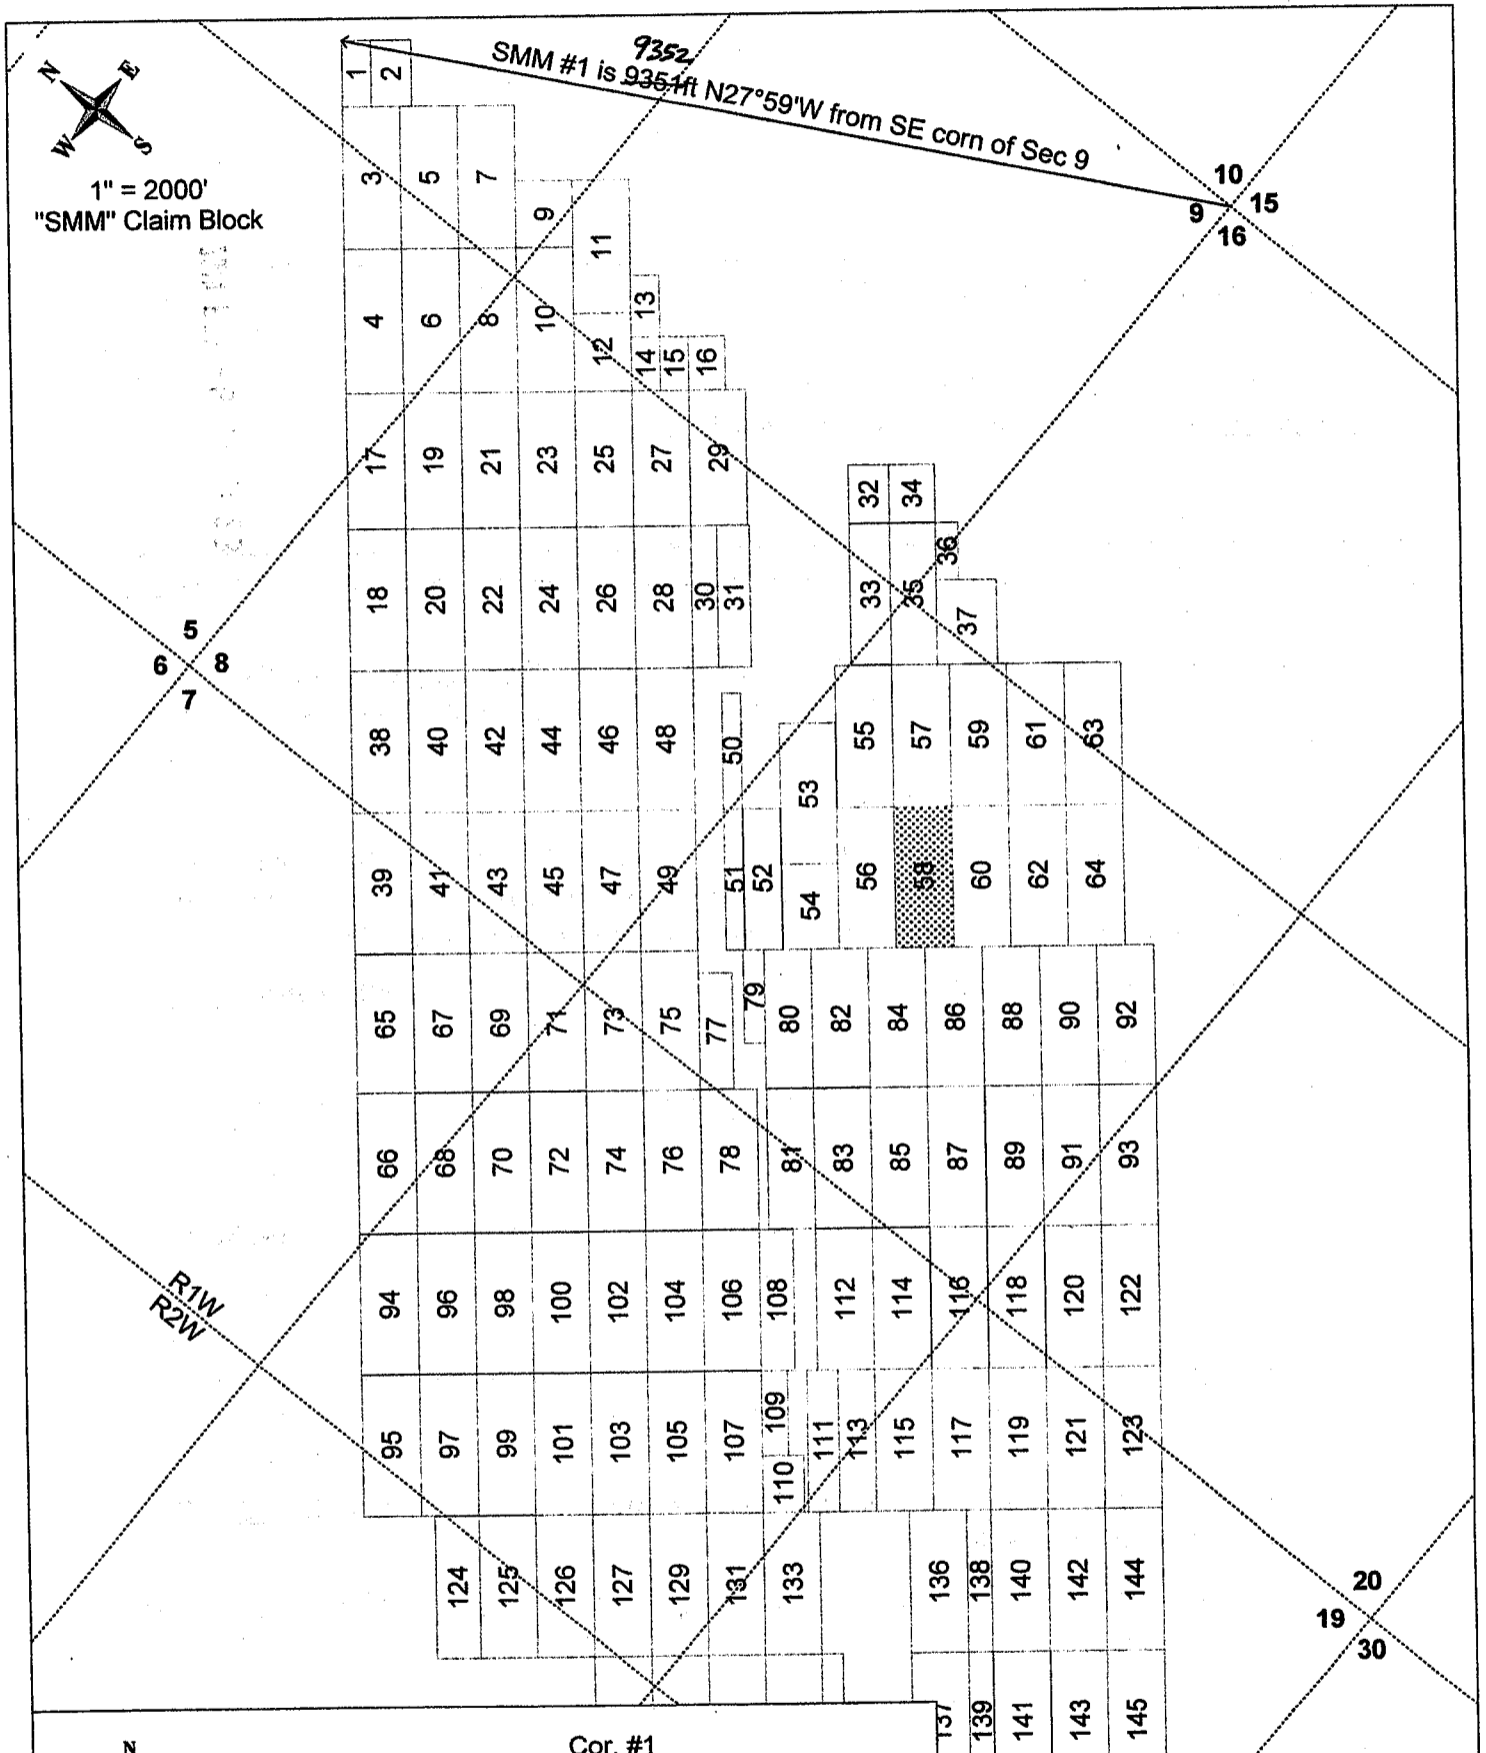 N E
W S
1" = 2000'
"SMM" Claim Block
9352
SMM #1 is 9351ft N27°59'W from SE corn of Sec 9
10
9 15
16
1 2
3 5 7
9
11
4 6 8 10
12
13
14 15 16
17 19 21 23 25 27 29
32 34
18 20 22 24 26 28 30 31
33 35 36
37
5
6 8
7
38 40 42 44 46 48
50
53
55 57 59 61 63
39 41 43 45 47 49
51 52
54
56 58 60 62 64
65 67 69 71 73 75 77
79
80 82 84 86 88 90 92
66 68 70 72 74 76 78
81 83 85 87 89 91 93
R1W
R2W
94 96 98 100 102 104 106 108
112 114 116 118 120 122
95 97 99 101 103 105 107
109
110
111 113 115 117 119 121 123
124 125 126 127 129 131 133
136 138 140 142 144
20
19
30
137 139 141 143 145
N
Cor. #1